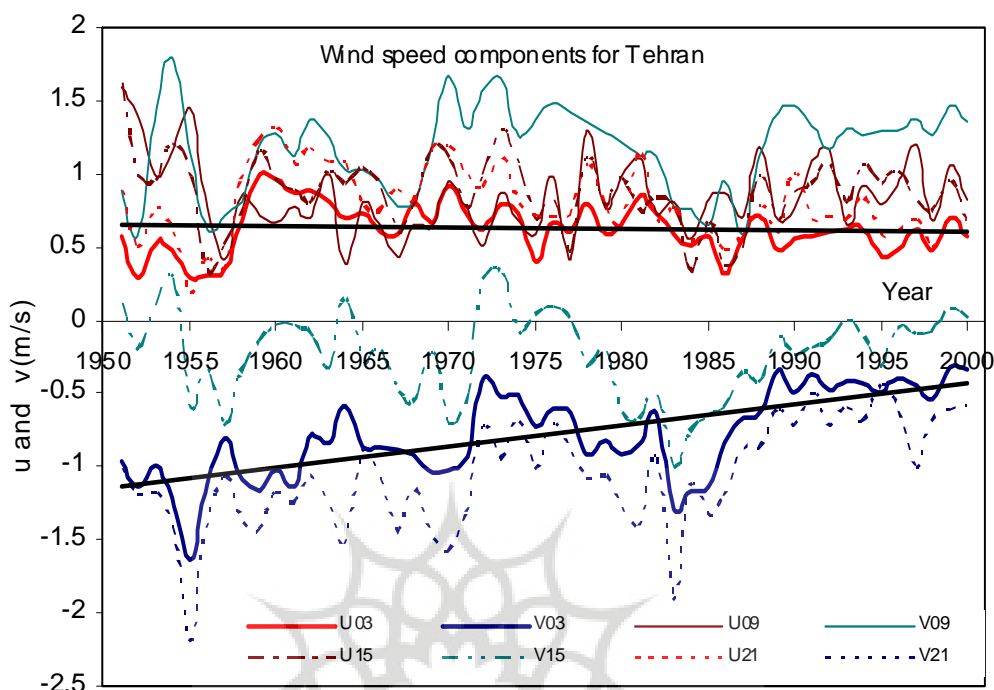 Wind speed components for Tehran
2
1.5
1
0.5
0
-0.5
-1
-1.5
-2
-2.5
u and v(m/s)
Year
1950 1955 1960 1965 1970 1975 1980 1985 1990 1995 2000
U03 V03 U09 V09
U15 V15 U21 V21